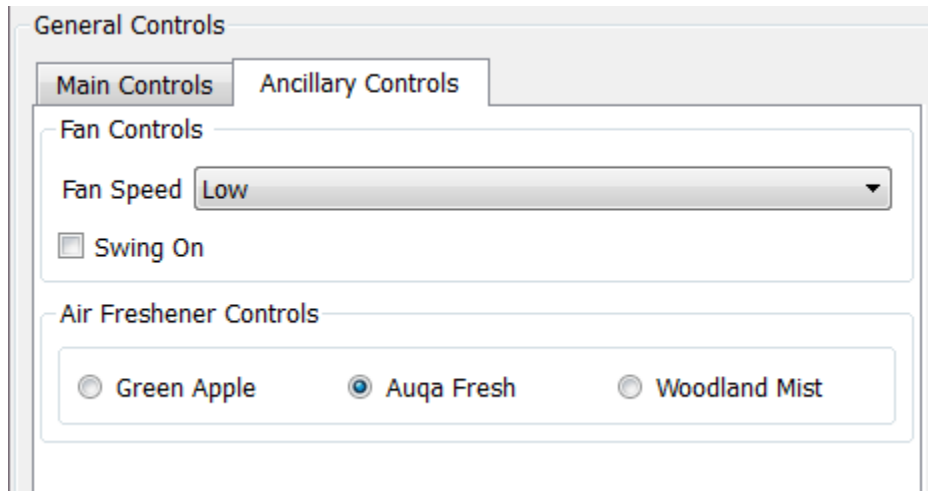 General Controls
Main Controls Ancillary Controls
Fan Controls
Fan Speed Low
Swing On
Air Freshener Controls
Green Apple Auqa Fresh Woodland Mist